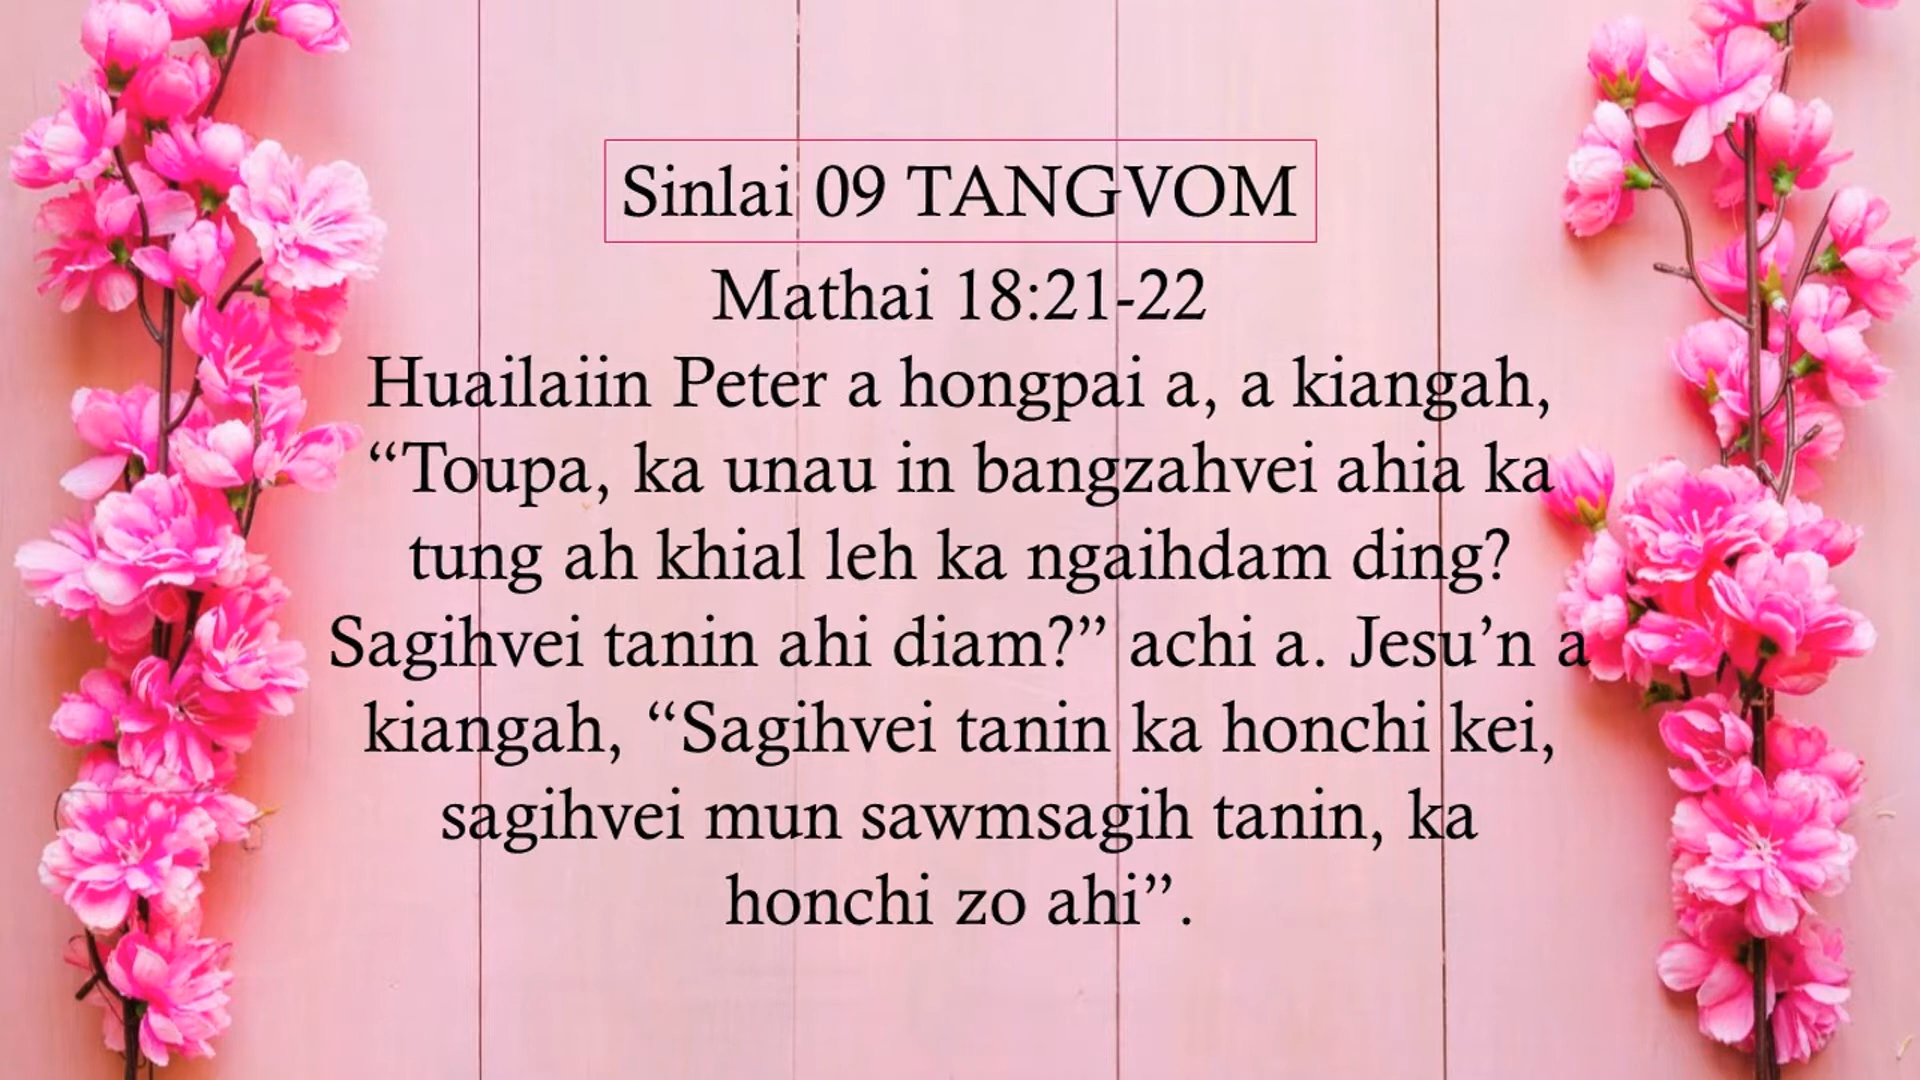 Sinlai 09 TANGVOM
Mathai 18:21-22
Huailaiin Peter a hongpai a, a kiangah,
“Toupa, ka unau in bangzahvei ahia ka
tung ah khial leh ka ngaihdam ding?
Sagihvei tanin ahi diam?” achi a. Jesu’n a
kiangah, “Sagihvei tanin ka honchi kei,
sagihvei mun sawmsagih tanin, ka
honchi zo ahi”.